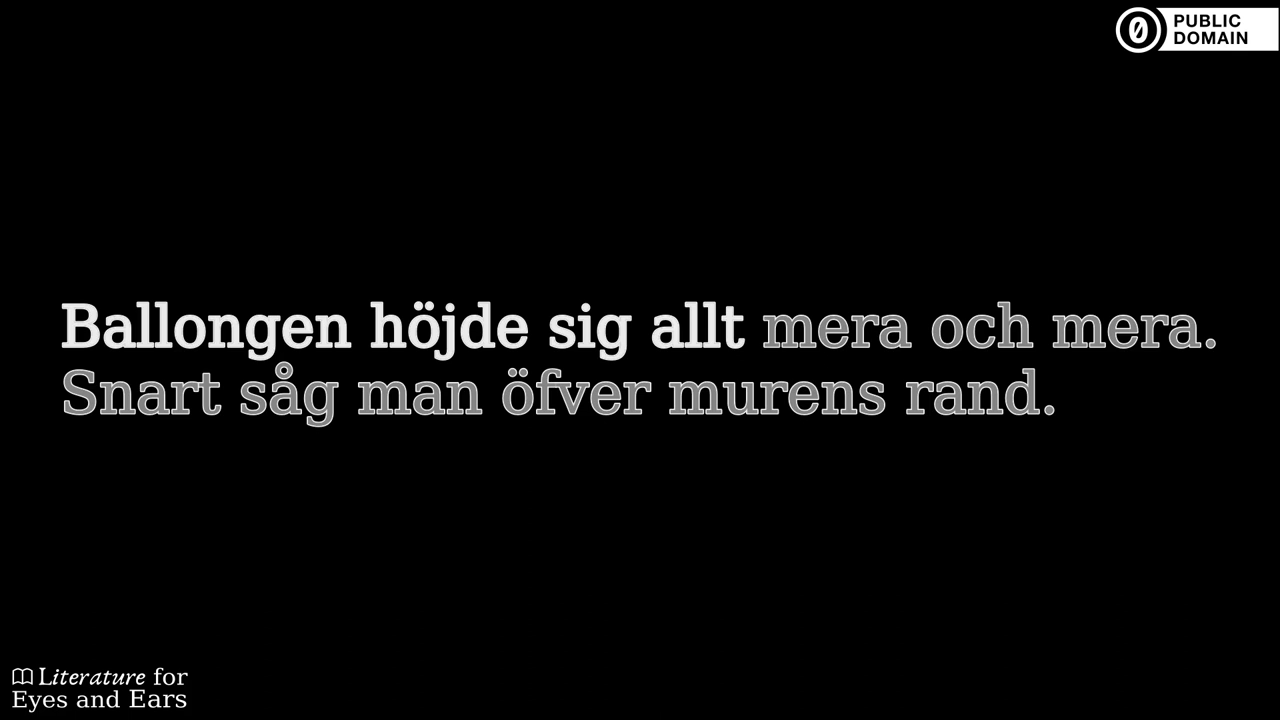 PUBLIC
DOMAIN
Ballongen höjde sig allt mera och mera.
Snart såg man öfver murens rand.
Literature for
Eyes and Ears